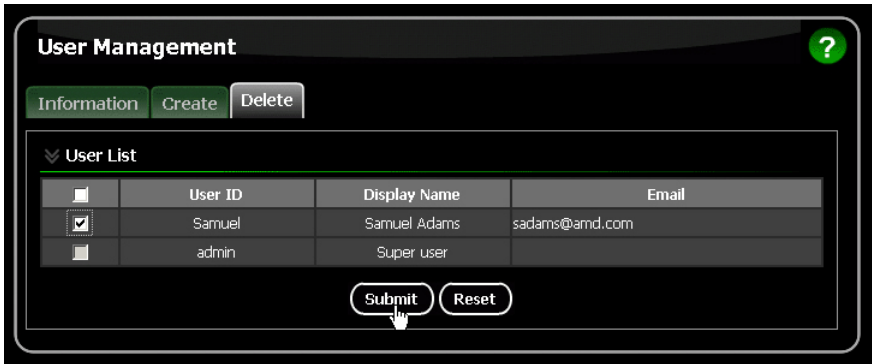 User Management
?
Information Create Delete
User List
User ID Display Name Email
Samuel Samuel Adams sadams@amd.com
admin Super user
Submit Reset